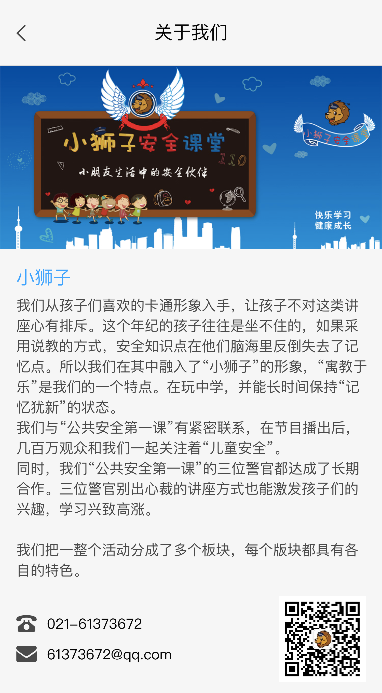 关于我们
小狮子安全课堂
小朋友生活中的安全伙伴
110
小狮子安全课堂
快乐学习
健康成长
小狮子
我们从孩子们喜欢的卡通形象入手，让孩子不对这类讲
座心有排斥。这个年纪的孩子往往是坐不住的，如果采
用说教的方式，安全知识点在他们脑海里反倒失去了记
忆点。所以我们在其中融入了“小狮子”的形象，“寓教于
乐”是我们的一个特点。在玩中学，并能长时间保持“记
忆犹新”的状态。
我们与“公共安全第一课”有紧密联系，在节目播出后，
几百万观众和我们一起关注着“儿童安全”。
同时，我们“公共安全第一课”的三位警官都达成了长期
合作。三位警官别出心裁的讲座方式也能激发孩子们的
兴趣，学习兴致高涨。
我们把一整个活动分成了多个板块，每个版块都具有各
自的特色。
021-61373672
61373672@qq.com